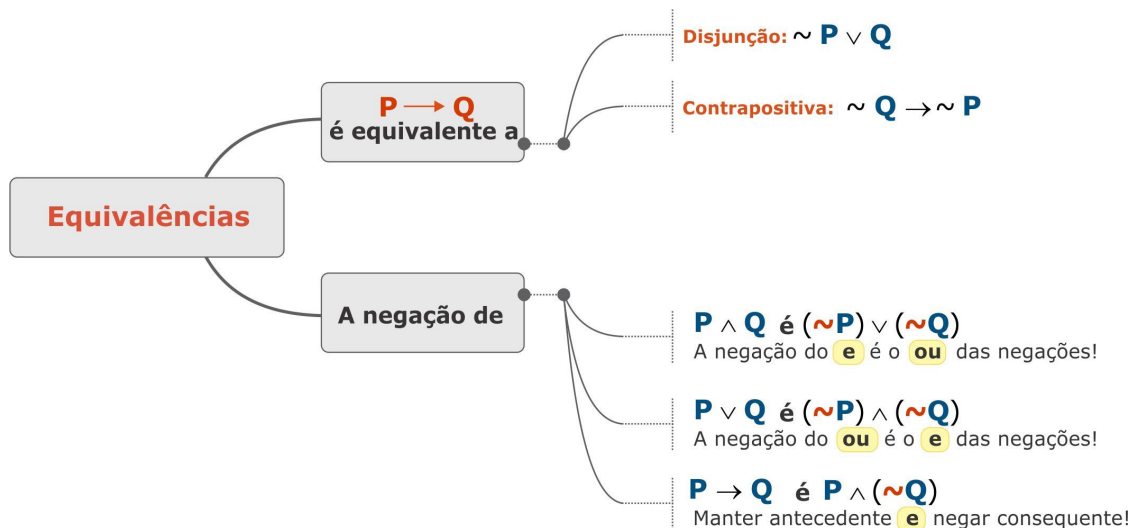 Equivalências
P → Q
é equivalente a
Disjunção: ~ P ∨ Q
Contrapositiva: ~ Q → ~ P
A negação de
P ∧ Q é (~P) ∨ (~Q)
A negação do e é o ou das negações!
P ∨ Q é (~P) ∧ (~Q)
A negação do ou é o e das negações!
P → Q é P ∧ (~Q)
Manter antecedente e negar consequente!